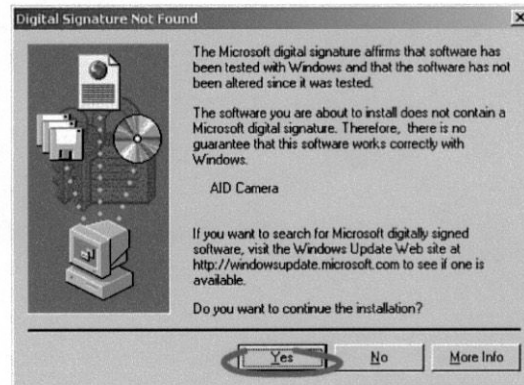 Digital Signature Not Found
The Microsoft digital signature affirms that software has
been tested with Windows and that the software has not
been altered since it was tested.
The software you are about to install does not contain a
Microsoft digital signature. Therefore, there is no
guarantee that this software works correctly with
Windows.
AID Camera
If you want to search for Microsoft digitally signed
software, visit the Windows Update Web site at
http://windowsupdate.microsoft.com to see if one is
available.
Do you want to continue the installation?
Yes No More Info